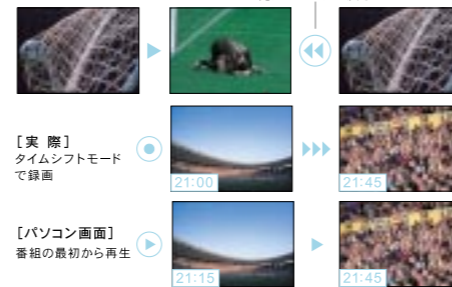 [実 際]
タイムシフトモード
で録画
21:00
21:45
[パソコン画面]
番組の最初から再生
21:15
21:45